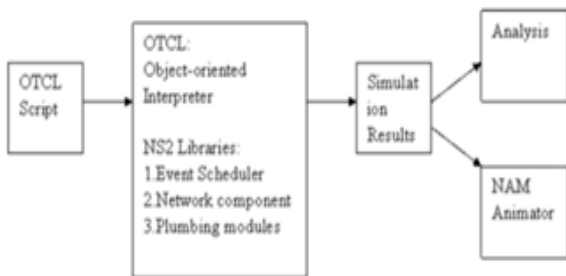 OTCL
Script
OTCL:
Object-oriented
Interpreter
NS2 Libraries:
1.Event Scheduler
2.Network component
3.Plumbing modules
Simulat
ion
Results
Analysis
NAM
Animator